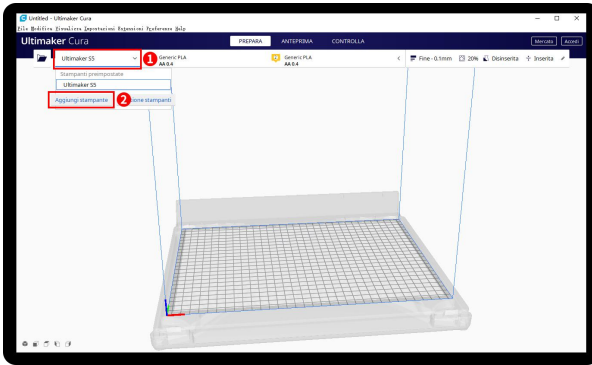 Untitled - Ultimaker Cura
File Modifica Visualizza Impostazioni Estensioni Preferenze Help
Ultimaker Cura PREPARA ANTEPRIMA CONTROLLA Mercato Accedi
Ultimaker S5 1 Generic PLA Generic PLA Fine - 0.1mm 20% Disinserita Inserita
AA 0.4 AA 0.4
Stampanti preimpostate
Ultimaker S5
Aggiungi stampante 2 ione stampanti